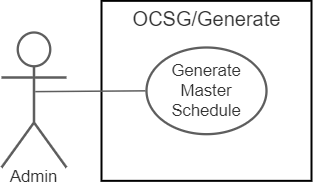 OCSG/Generate
Generate
Master
Schedule
Admin